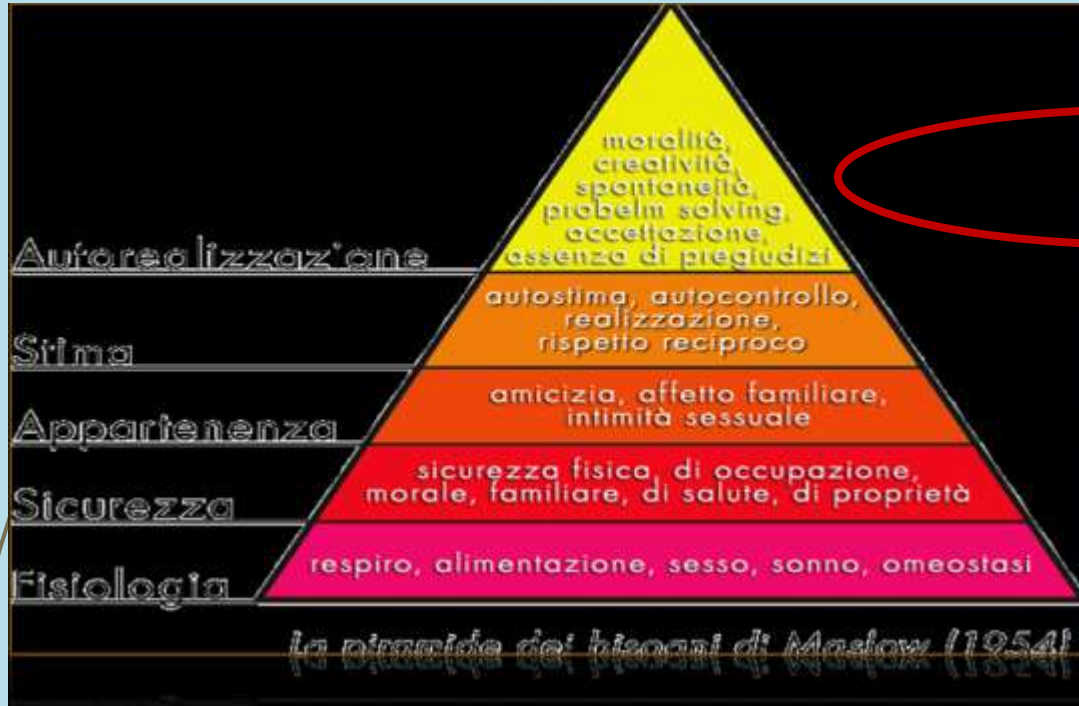 moralità,
creatività,
spontaneità,
probelm solving,
accettazione,
assenza di pregiudizi
Autorealizzazione
autostima, autocontrollo,
realizzazione,
rispetto reciproco
Stima
amicizia, affetto familiare,
intimità sessuale
Appartenenza
sicurezza fisica, di occupazione,
morale, familiare, di salute, di proprietà
Sicurezza
respiro, alimentazione, sesso, sonno, omeostasi
Fisiologia
La piramide dei bisogni di Maslow (1954)